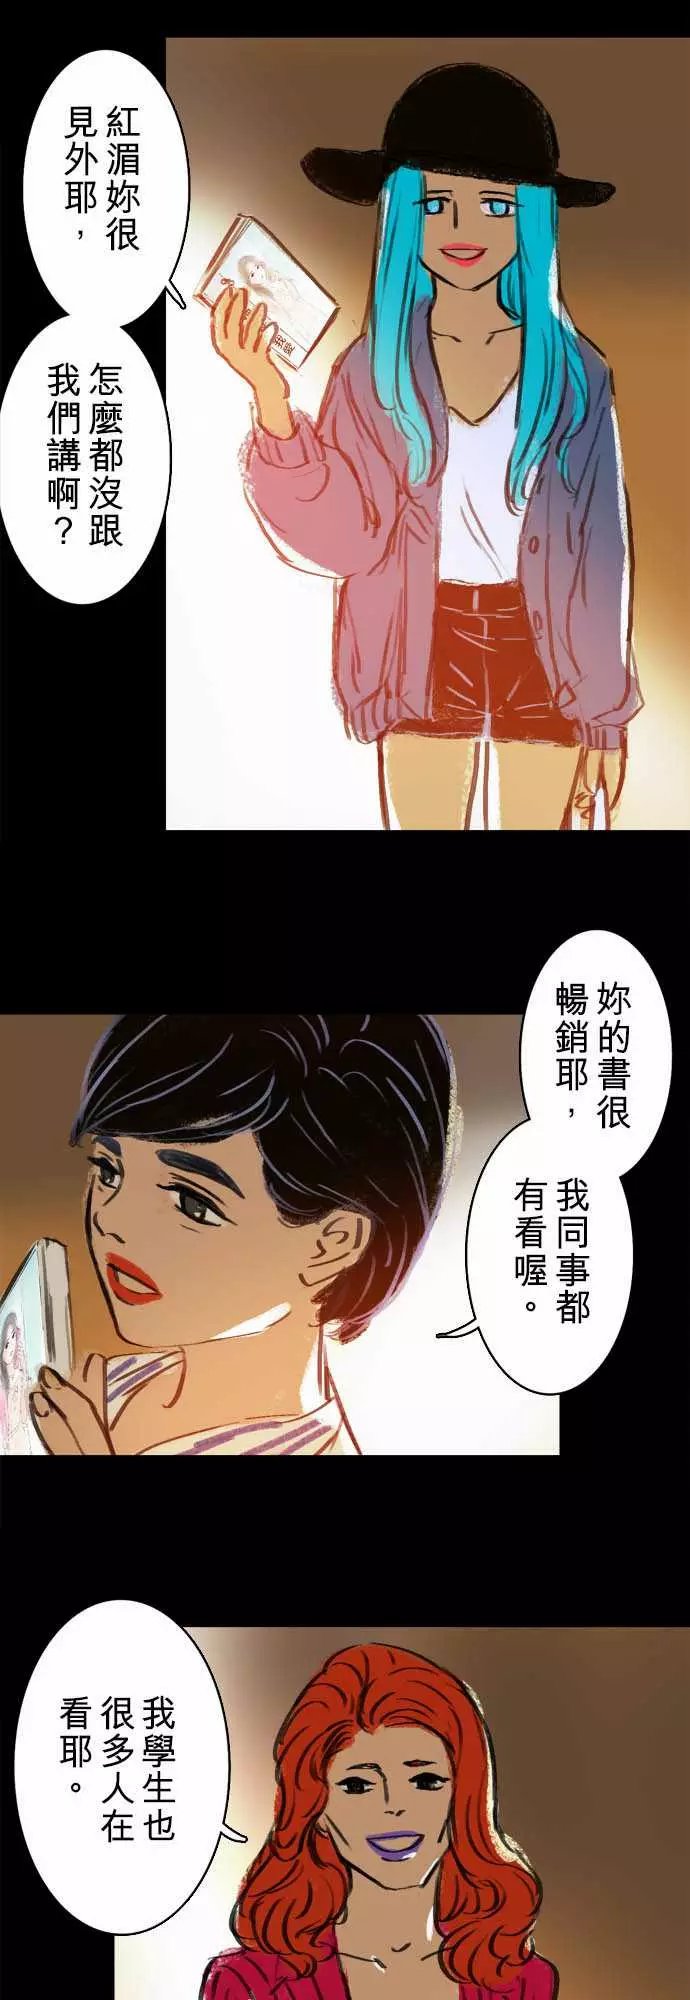 紅湄妳很
見外耶，
怎麼都沒跟
我們講啊？
妳的書很
暢銷耶，
我同事都
有看喔。
我學生也
很多人在
看耶。